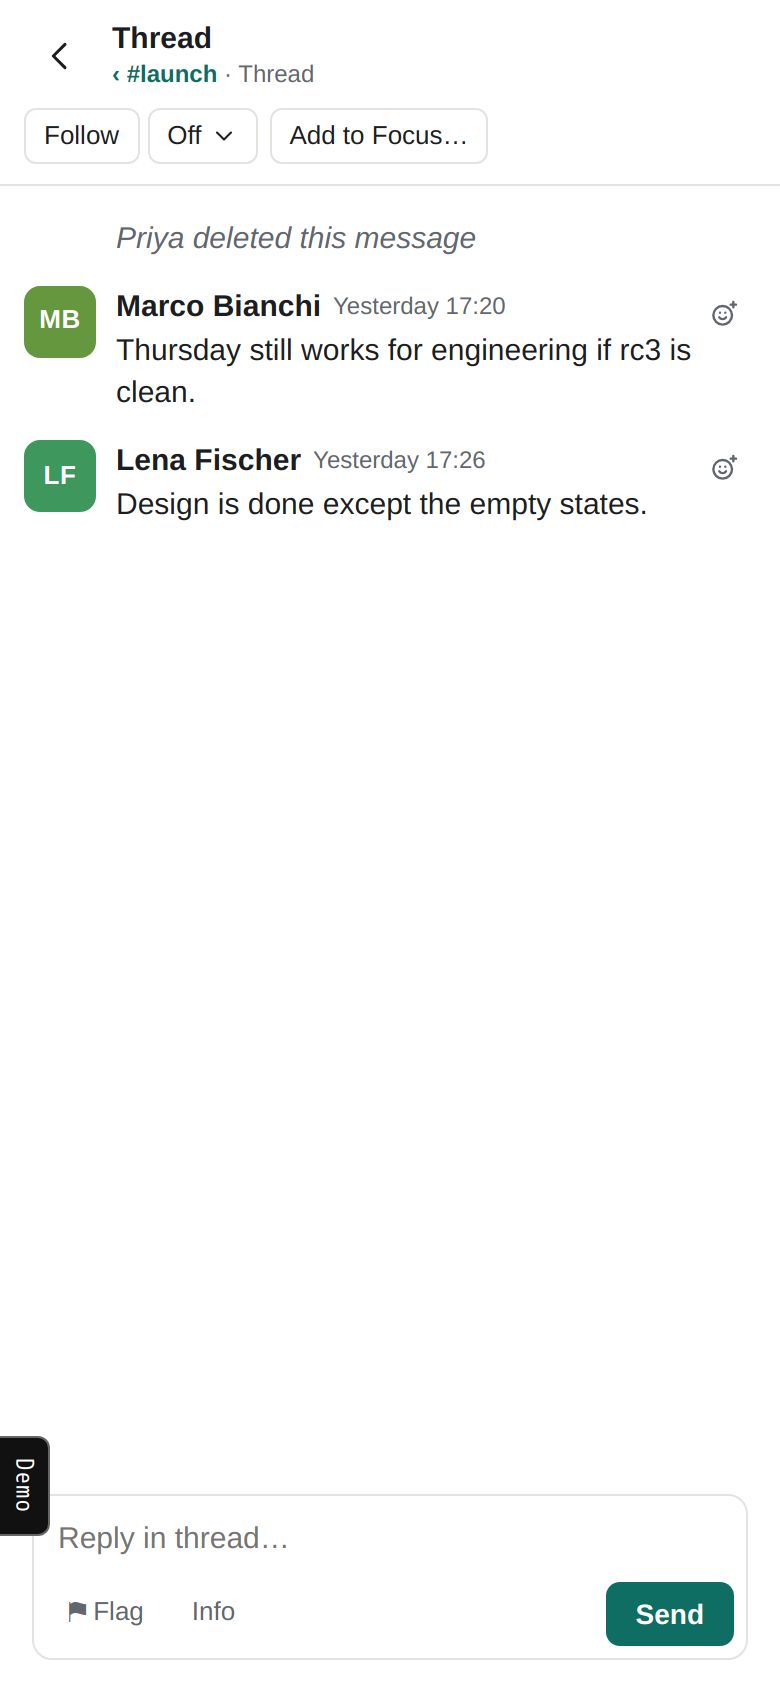 Thread
‹ #launch · Thread
Follow
Off
Add to Focus…
Priya deleted this message
MB
Marco Bianchi Yesterday 17:20
Thursday still works for engineering if rc3 is
clean.
LF
Lena Fischer Yesterday 17:26
Design is done except the empty states.
Demo
Reply in thread…
Flag
Info
Send